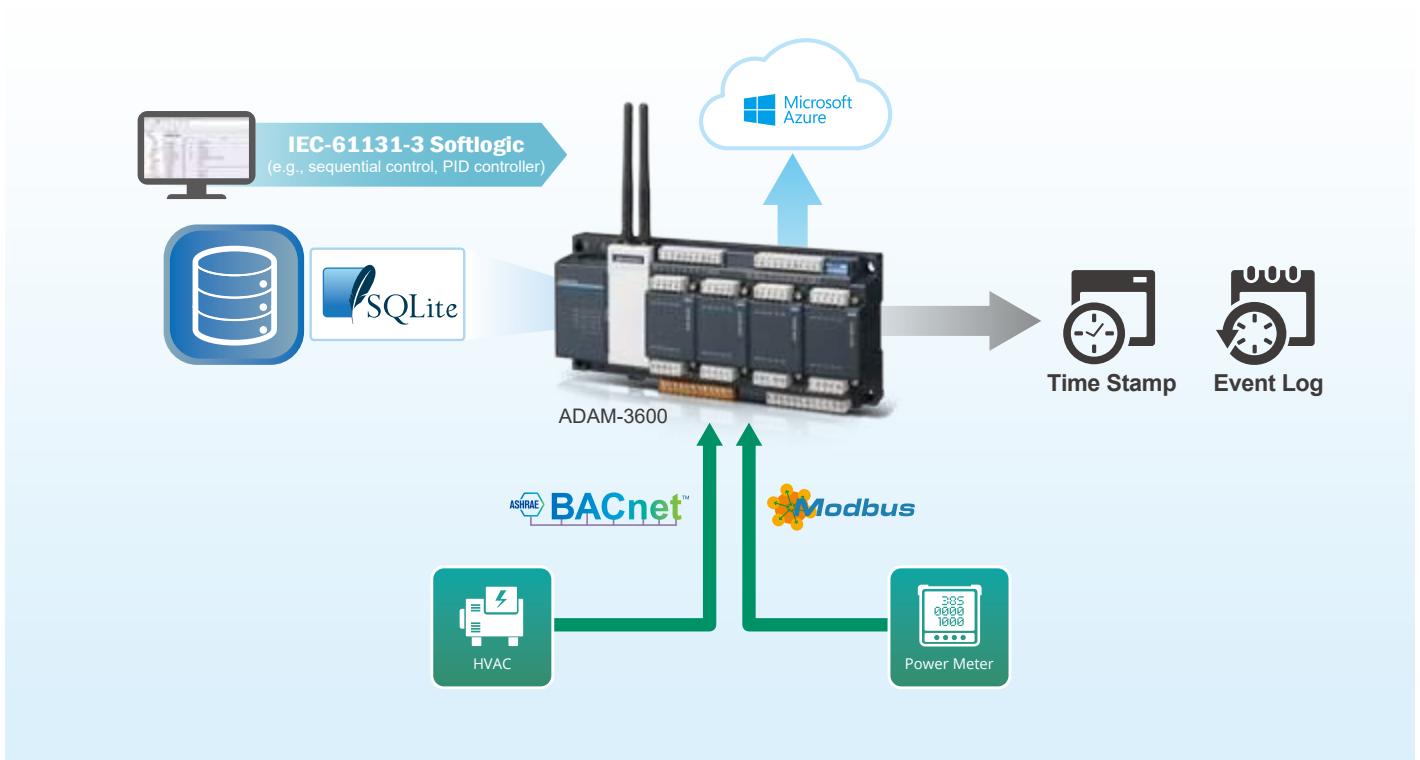 Microsoft
Azure
IEC-61131-3 Softlogic
(e.g., sequential control, PID controller)
SQLite
Time Stamp
Event Log
ADAM-3600
ASHRAE BACnet™
Modbus
385
0000
1000
HVAC
Power Meter